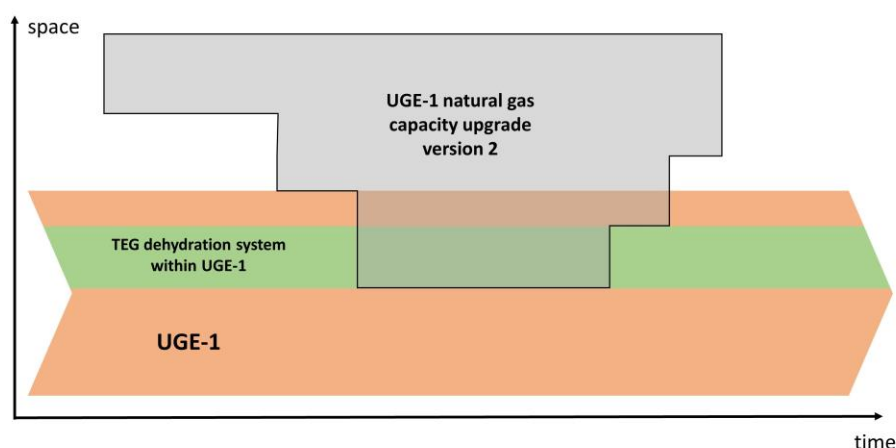 space
UGE-1 natural gas
capacity upgrade
version 2
TEG dehydration system
within UGE-1
UGE-1
time